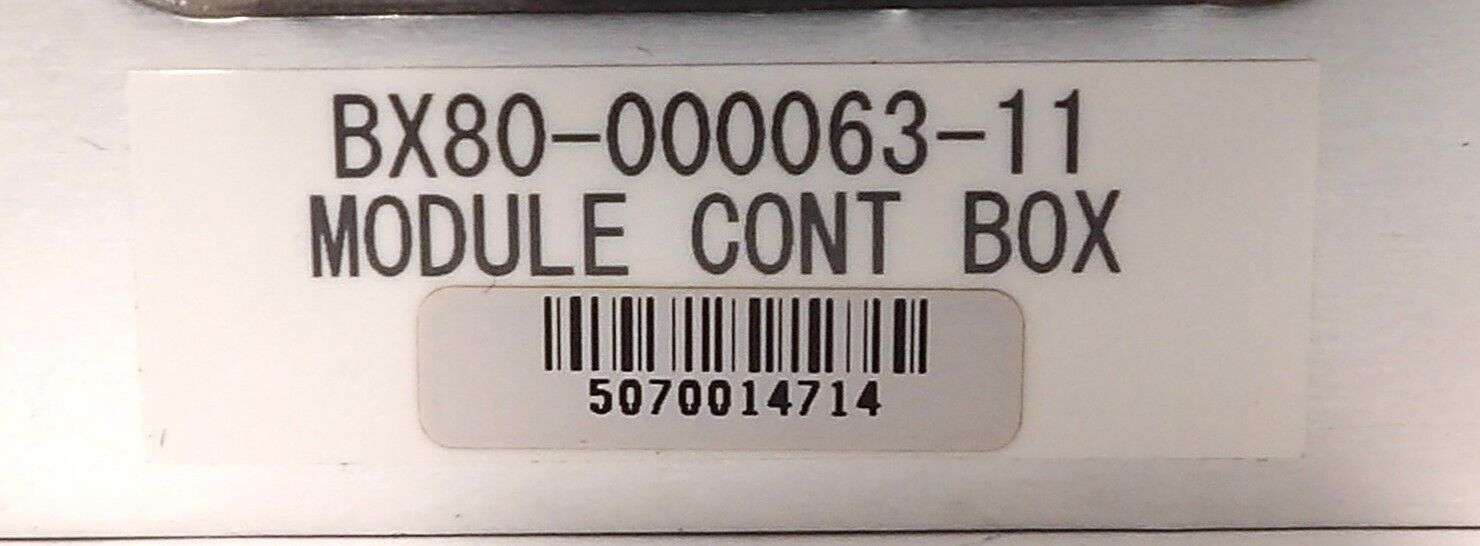 BX80-000063-11
MODULE CONT BOX
5070014714